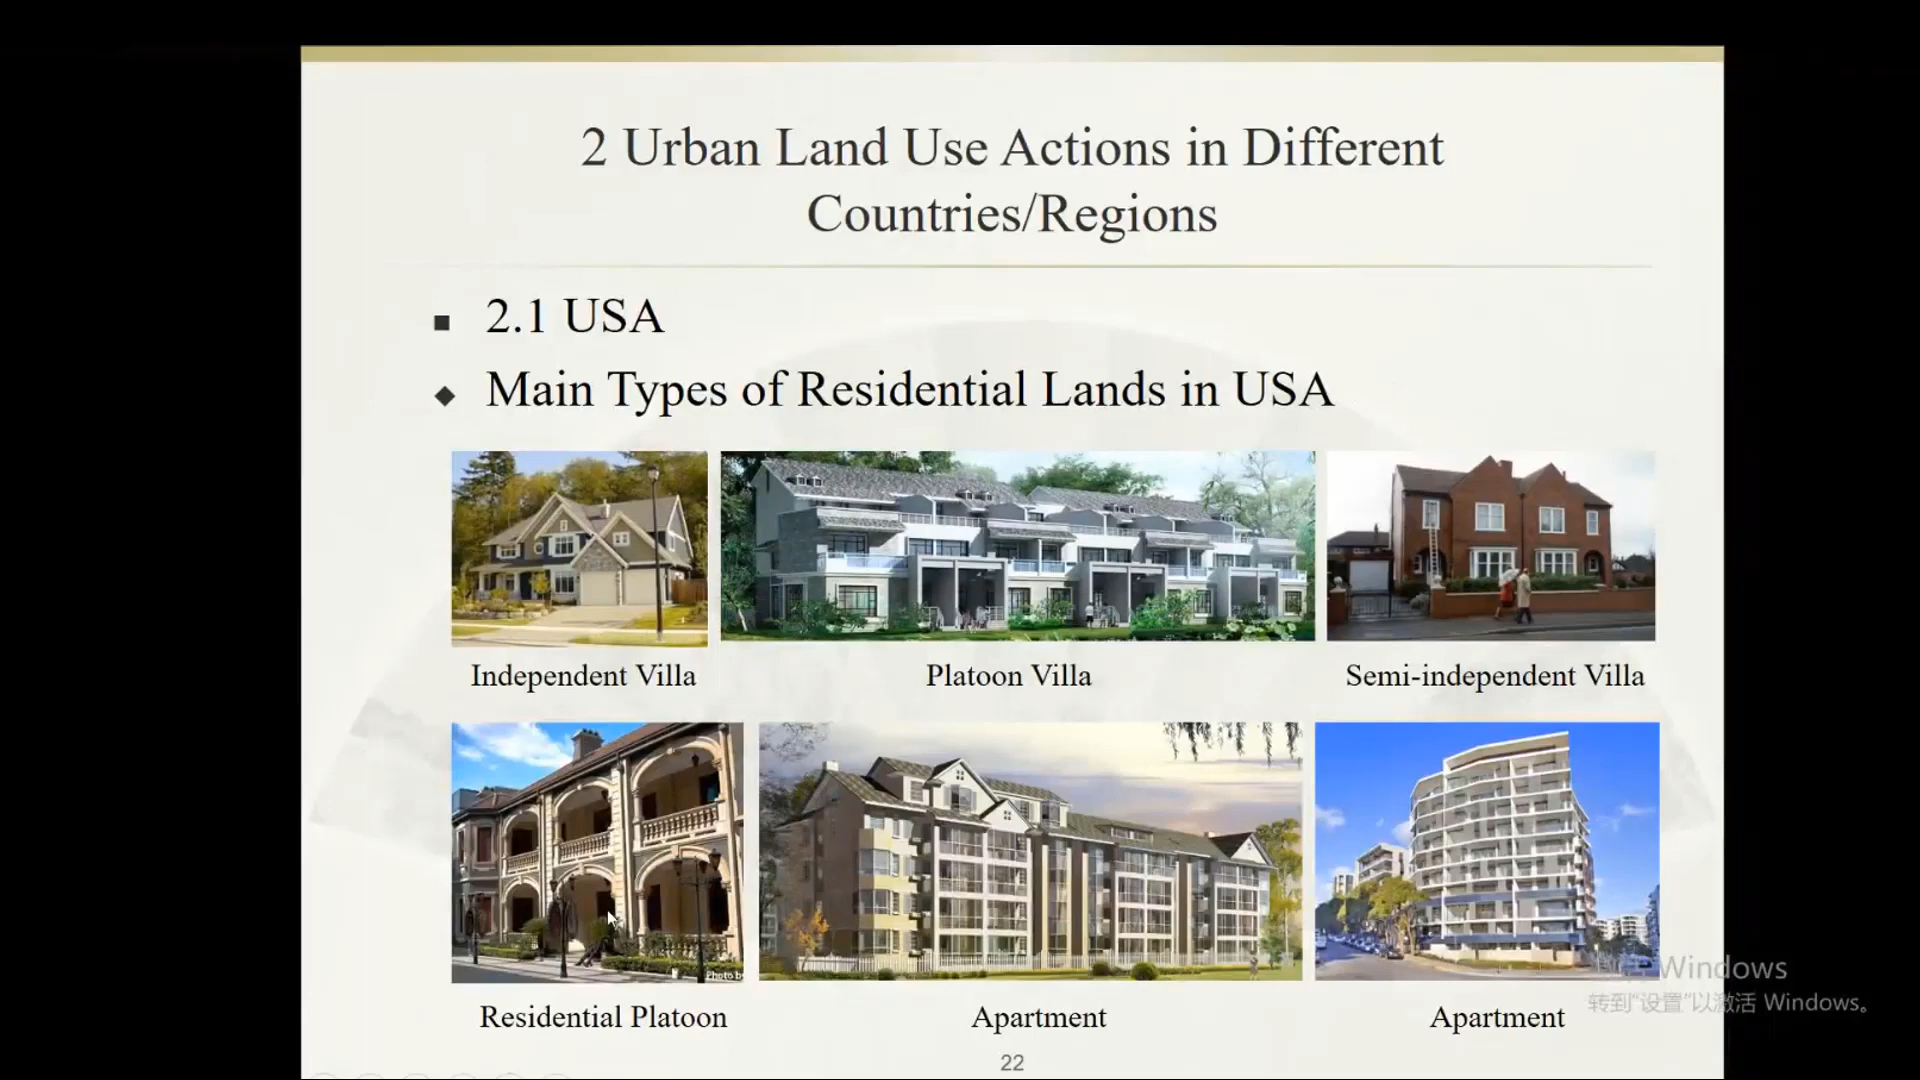 2 Urban Land Use Actions in Different
Countries/Regions
2.1 USA
Main Types of Residential Lands in USA
Independent Villa
Platoon Villa
Semi-independent Villa
Photo by
Residential Platoon
Apartment
Apartment
Windows
转到“设置”以激活 Windows。
22